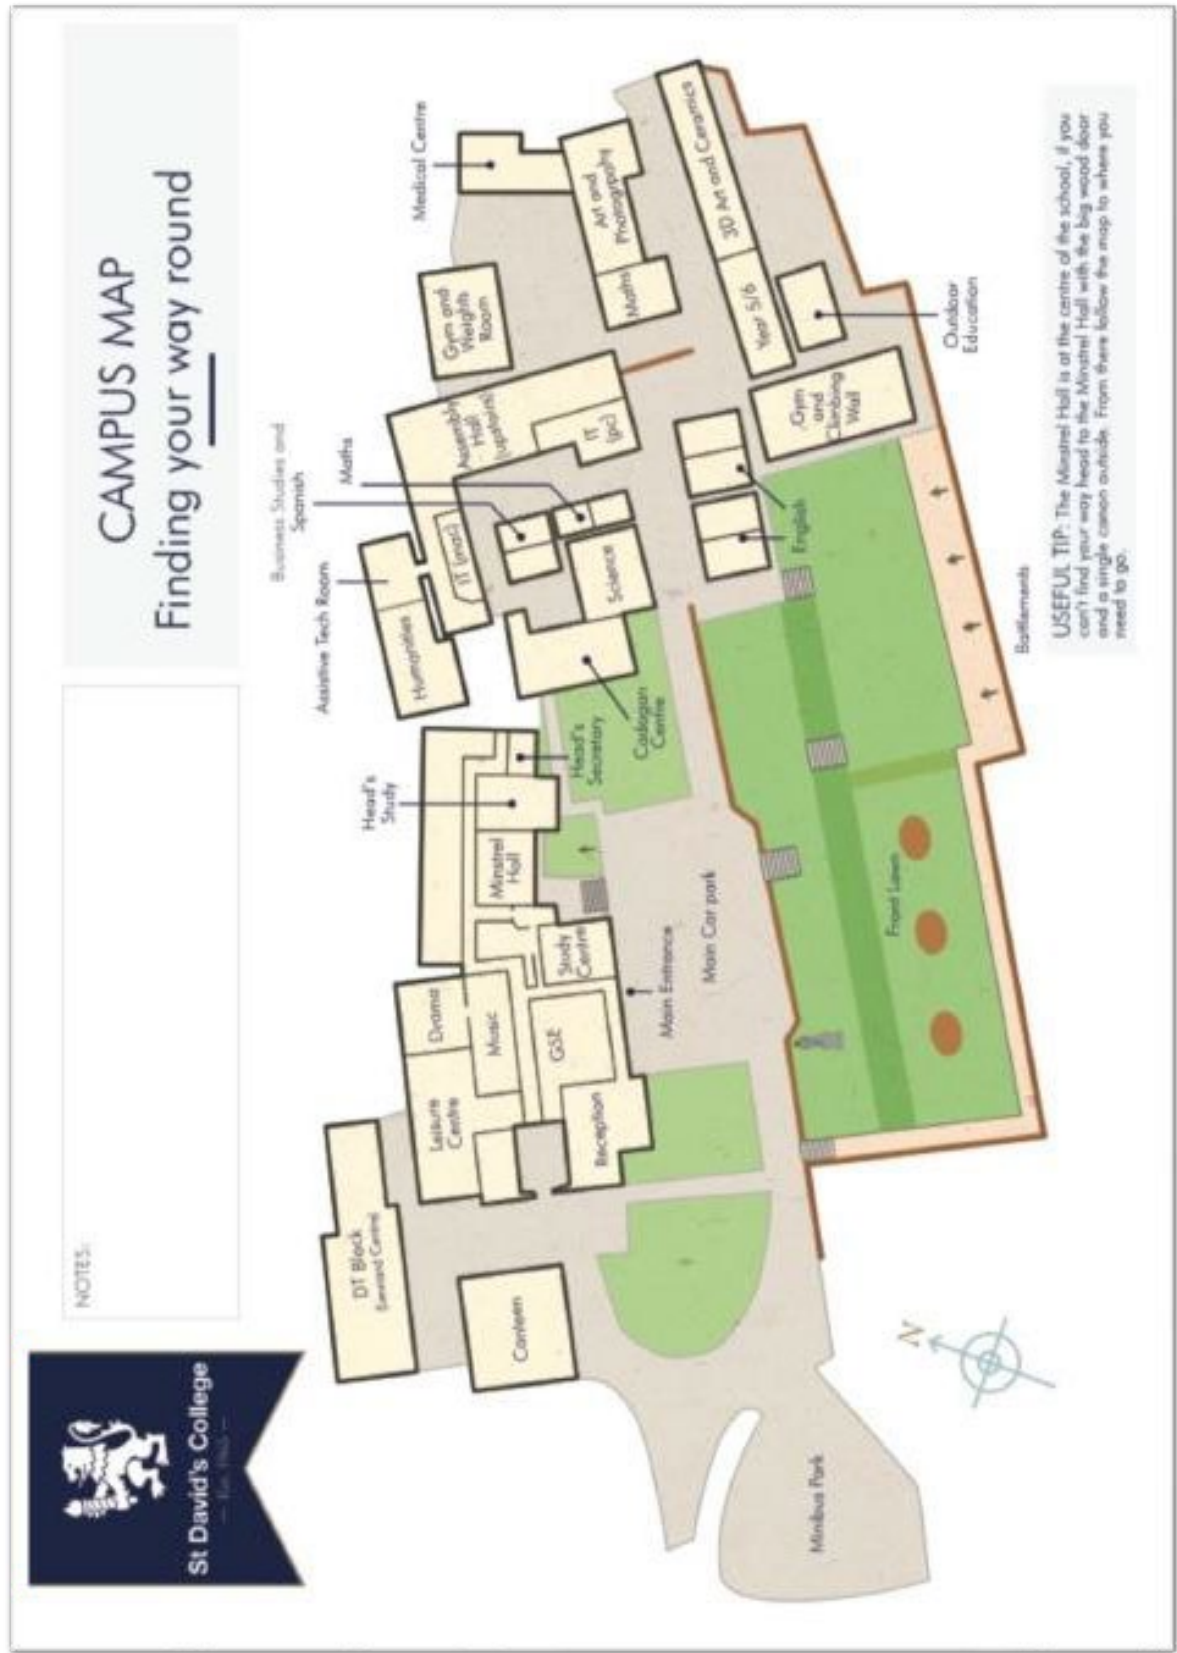 CAMPUS MAP
Finding your way round
NOTES:
St David's College
DT Block
Canteen
Leisure
Centre
Drama
Music
GSE
Reception
Study
Centre
Minstrel
Hall
Head's
Study
Head's
Secretary
Main Entrance
Main Car park
Minibus Park
Front Lawn
Humanities
Assistive Tech Room
IT (mac)
Business Studies and
Spanish
Maths
Assembly
Hall
(upstairs)
IT
(pc)
Science
Cadogan
Centre
English
Gym and
Weights
Room
Medical Centre
Art and
Photograpahy
Maths
3D Art and Ceramics
Year 5/6
Gym
and
Climbing
Wall
Outdoor
Education
Battlements
N
USEFUL TIP: The Minstrel Hall is at the centre of the school, if you
can't find your way head to the Minstrel Hall with the big wood door
and a single canon outside. From there follow the map to where you
need to go.